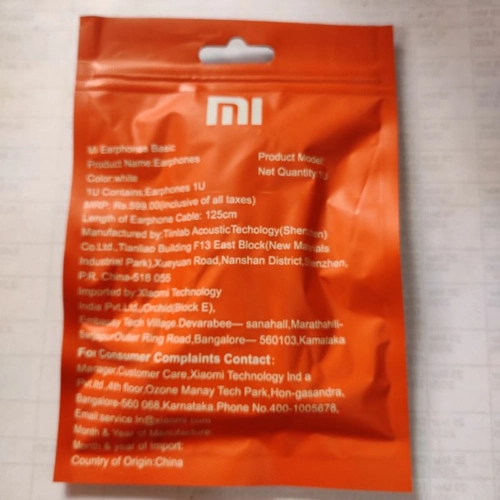 MI
Mi Earphones Basic
Product Name:Earphones
Product Model:
Color:white
Net Quantity:1U
1U Contains:Earphones 1U
MRP: Rs.599.00(inclusive of all taxes)
Length of Earphone Cable: 125cm
Manufactured by:Tinlab AcousticTechology(Shenzhen)
Co.Ltd.,Tianliao Building F13 East Block(New Materials
Industrial Park),Xueyuan Road,Nanshan District,Shenzhen,
P.R. China-518 055
Imported by:Xiaomi Technology
India Pvt.Ltd.,Orchid(Block E),
Embassy Tech Village.Devarabee— sanahall,Marathahlli-
SarjapurOuter Ring Road,Bangalore— 560103,Kamataka
For Consumer Complaints Contact:
Manager,Customer Care,Xiaomi Technology Ind a
Pvt.ltd,4th floor,Ozone Manay Tech Park,Hon-gasandra,
Bangalore-560 068,Karnataka.Phone No.400-1005678,
Email:service.in@xiaomi.com
Month & Year of Manufacture
Month & year of Import:
Country of Origin:China